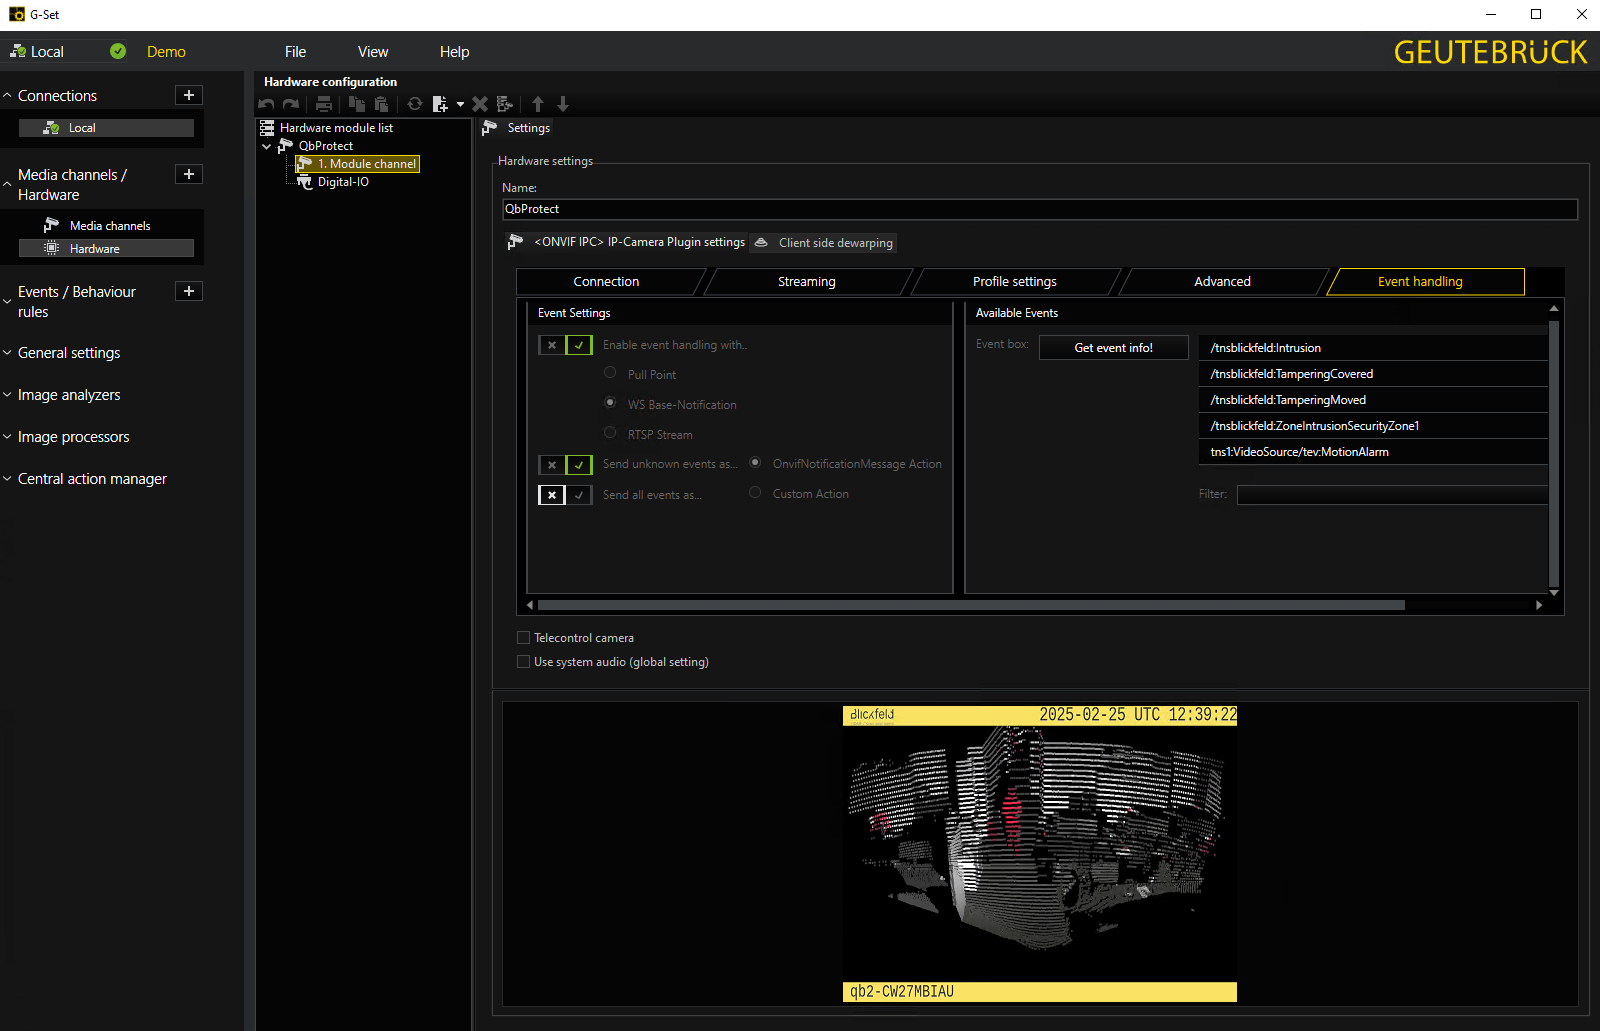 G-Set
Local
Demo
File
View
Help
GEUTEBRÜCK
Connections
Local
Media channels /
Hardware
Media channels
Hardware
Events / Behaviour
rules
General settings
Image analyzers
Image processors
Central action manager
Hardware configuration
Hardware module list
QbProtect
1. Module channel
Digital-IO
Settings
Hardware settings
Name:
QbProtect
<ONVIF IPC> IP-Camera Plugin settings
Client side dewarping
Connection
Streaming
Profile settings
Advanced
Event handling
Event Settings
Enable event handling with..
Pull Point
WS Base-Notification
RTSP Stream
Send unknown events as...
OnvifNotificationMessage Action
Send all events as...
Custom Action
Available Events
Event box:
Get event info!
/tnsblickfeld:Intrusion
/tnsblickfeld:TamperingCovered
/tnsblickfeld:TamperingMoved
/tnsblickfeld:ZoneIntrusionSecurityZone1
tns1:VideoSource/tev:MotionAlarm
Filter:
Telecontrol camera
Use system audio (global setting)
blickfeld
2025-02-25 UTC 12:39:22
qb2-CW27MBIAU